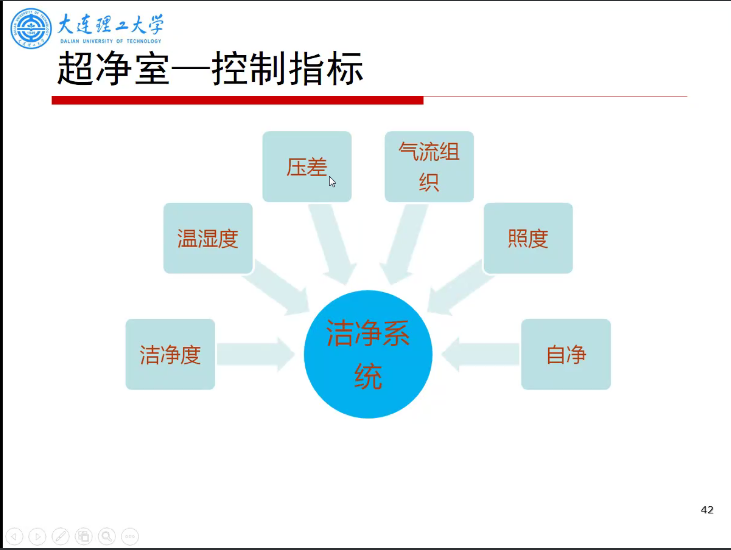 大连理工大学
DALIAN UNIVERSITY OF TECHNOLOGY
超净室—控制指标
压差
气流组
织
温湿度
照度
洁净系
统
洁净度
自净
42